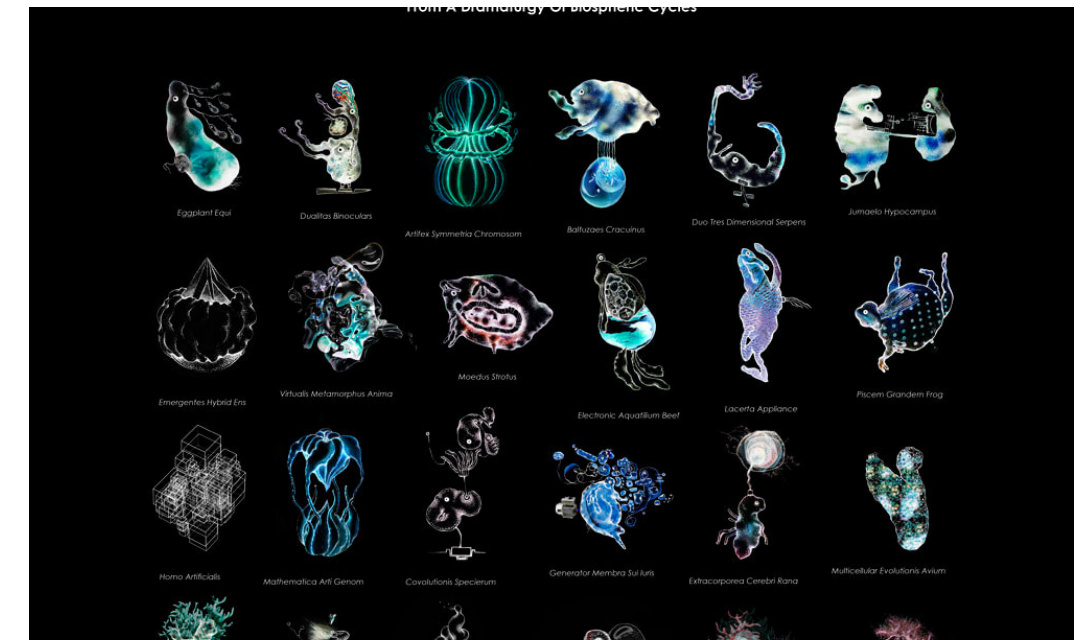 From A Dramaturgy Of Biospheric Cycles
Eggplant Equi
Dualitas Binoculars
Artifex Symmetria Chromosom
Baltuzaes Cracuinus
Duo Tres Dimensional Serpens
Jumaelo Hypocampus
Emergentes Hybrid Ens
Virtualis Metamorphus Anima
Moedus Strotus
Electronic Aquatilium Beef
Lacerta Appliance
Piscem Grandem Frog
Homo Artificialis
Mathematica Arti Genom
Covolutionis Specierum
Generator Membra Sui Iuris
Extracorporea Cerebri Rana
Multicellular Evolutionis Avium